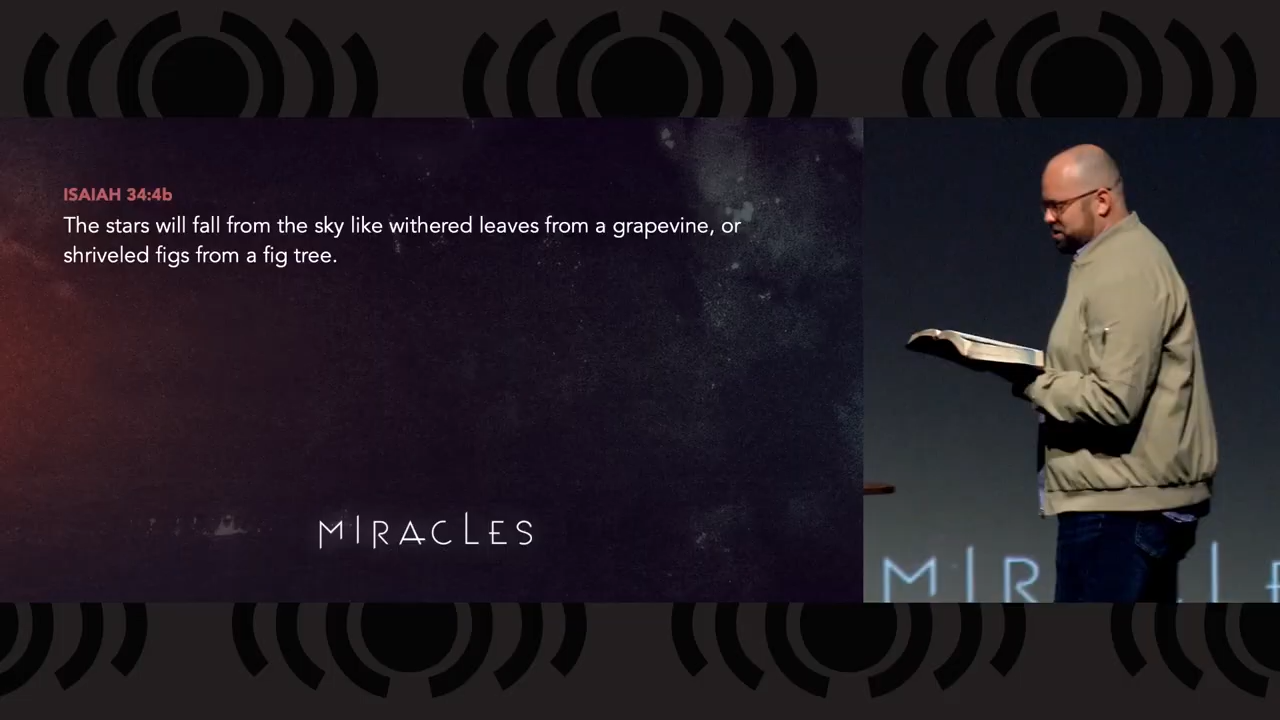 ISAIAH 34:4b
The stars will fall from the sky like withered leaves from a grapevine, or
shriveled figs from a fig tree.
MIRACLES
MIRACLE